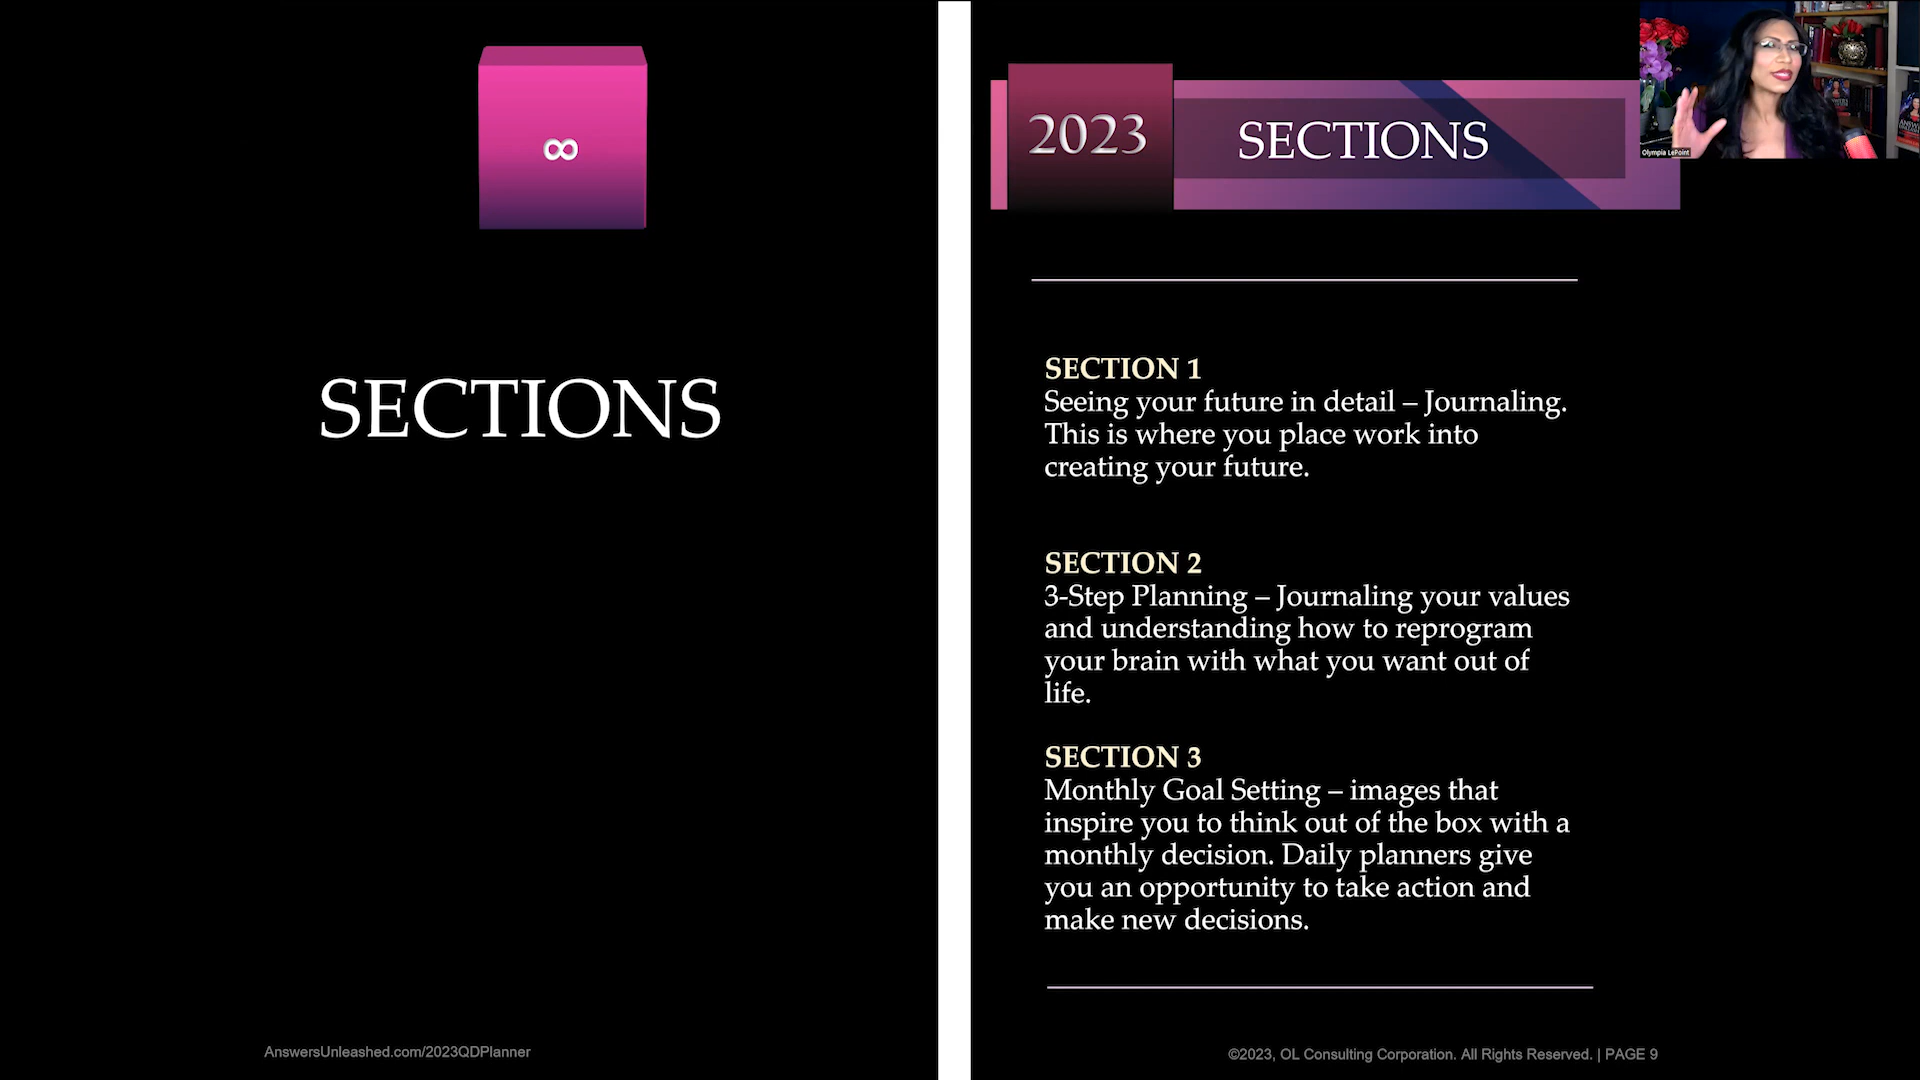 ∞
SECTIONS
AnswersUnleashed.com/2023QDPlanner
2023
SECTIONS
SECTION 1
Seeing your future in detail – Journaling.
This is where you place work into
creating your future.
SECTION 2
3-Step Planning – Journaling your values
and understanding how to reprogram
your brain with what you want out of
life.
SECTION 3
Monthly Goal Setting – images that
inspire you to think out of the box with a
monthly decision. Daily planners give
you an opportunity to take action and
make new decisions.
©2023, OL Consulting Corporation. All Rights Reserved. | PAGE 9
Olympia LePoint